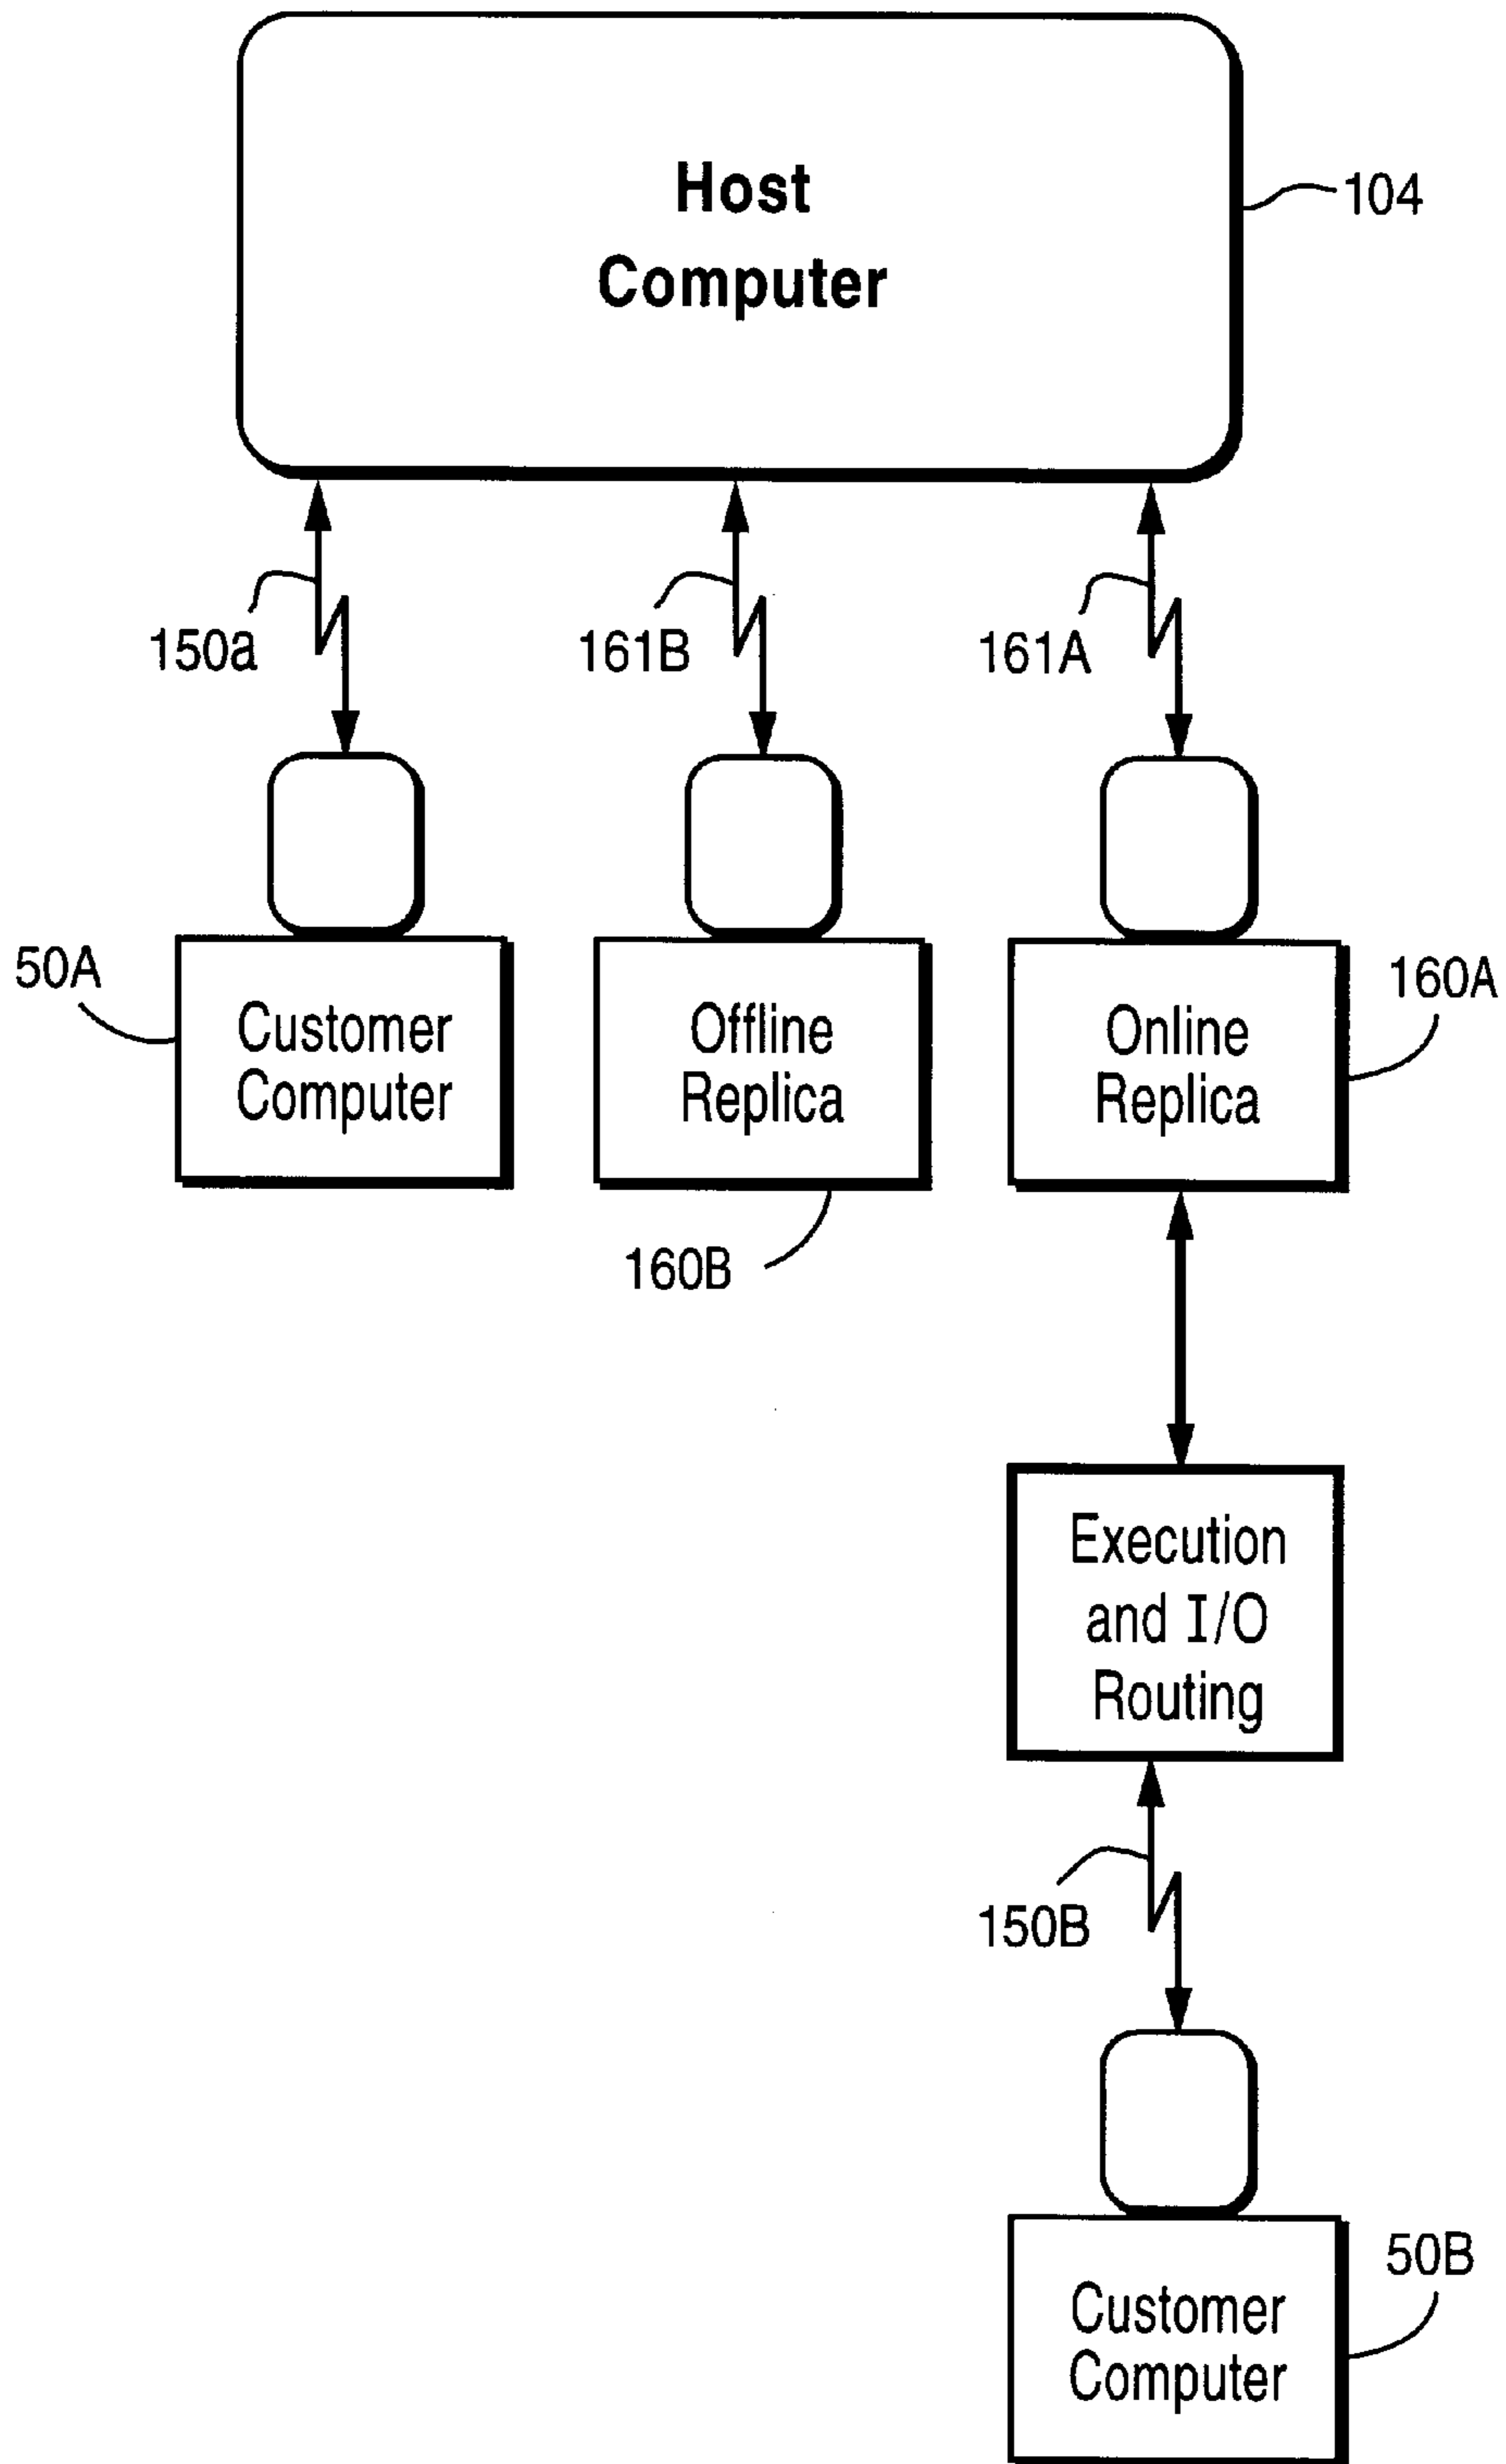 Host
Computer
104
150a
161B
161A
50A
Customer
Computer
Offline
Replica
Online
Replica
160A
160B
Execution
and I/O
Routing
150B
50B
Customer
Computer